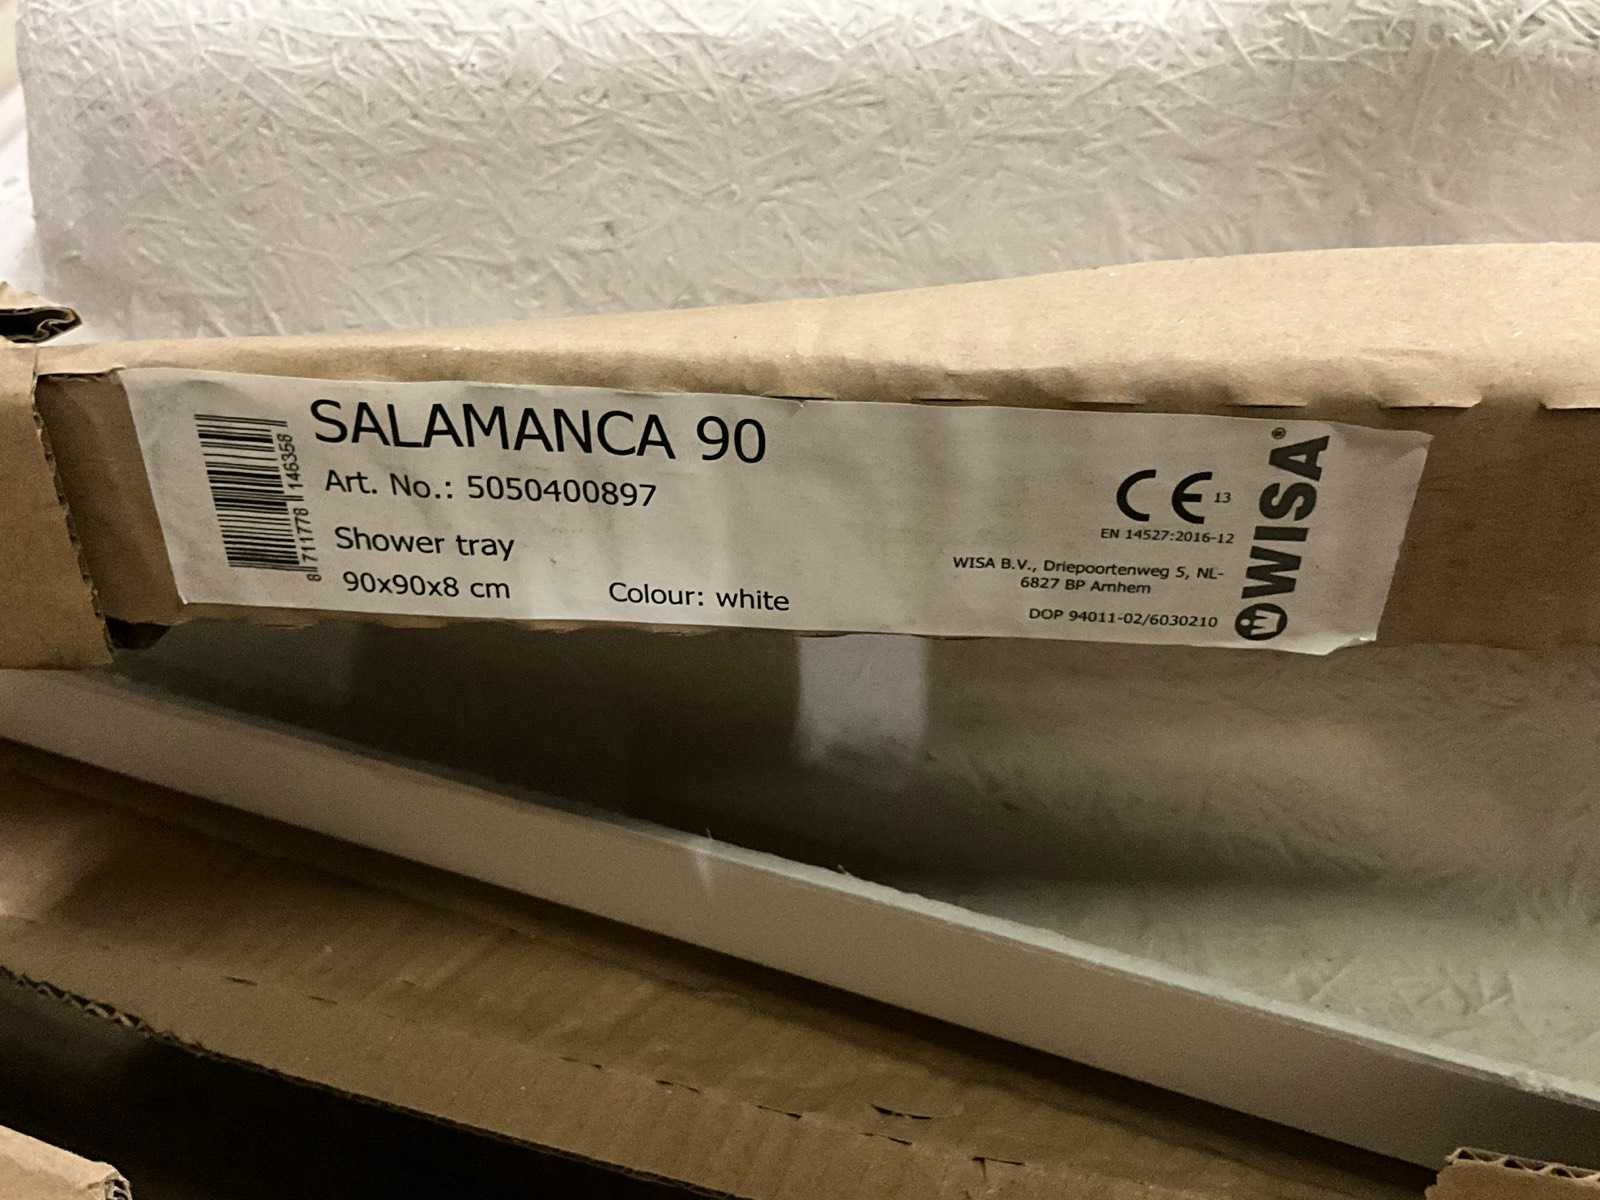 SALAMANCA 90
Art. No.: 5050400897
Shower tray
90x90x8 cm
Colour: white
8 711778 146358
CE 13
EN 14527:2016-12
WISA B.V., Driepoortenweg 5, NL-
6827 BP Arnhem
DOP 94011-02/6030210
WISA®